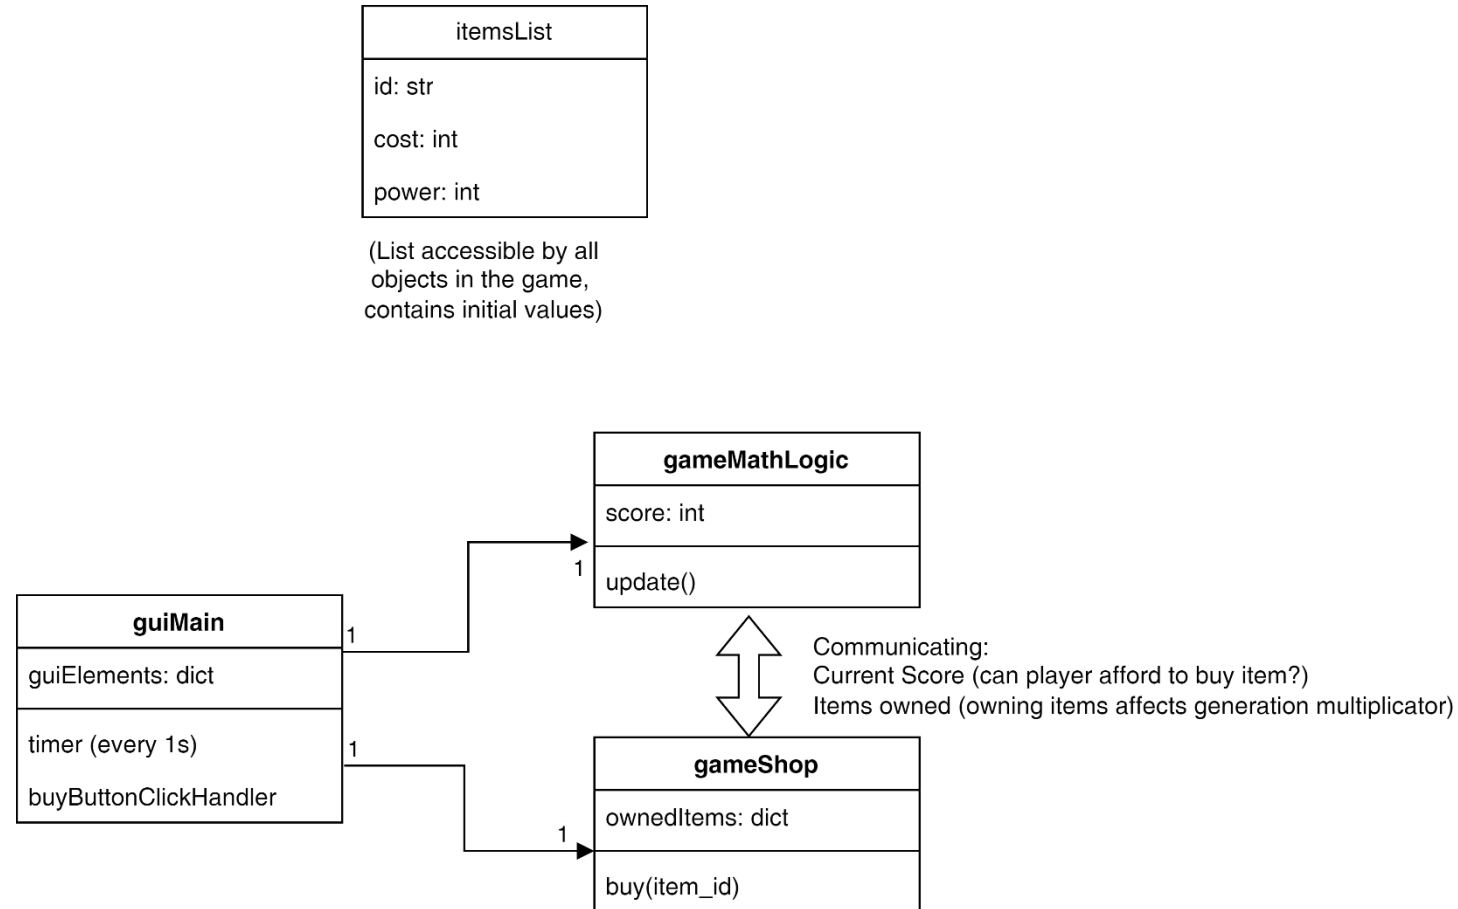 itemsList
id: str
cost: int
power: int
(List accessible by all
objects in the game,
contains initial values)
gameMathLogic
score: int
1
update()
guiMain
1
guiElements: dict
timer (every 1s)
1
buyButtonClickHandler
Communicating:
Current Score (can player afford to buy item?)
Items owned (owning items affects generation multiplicator)
gameShop
ownedItems: dict
1
buy(item_id)